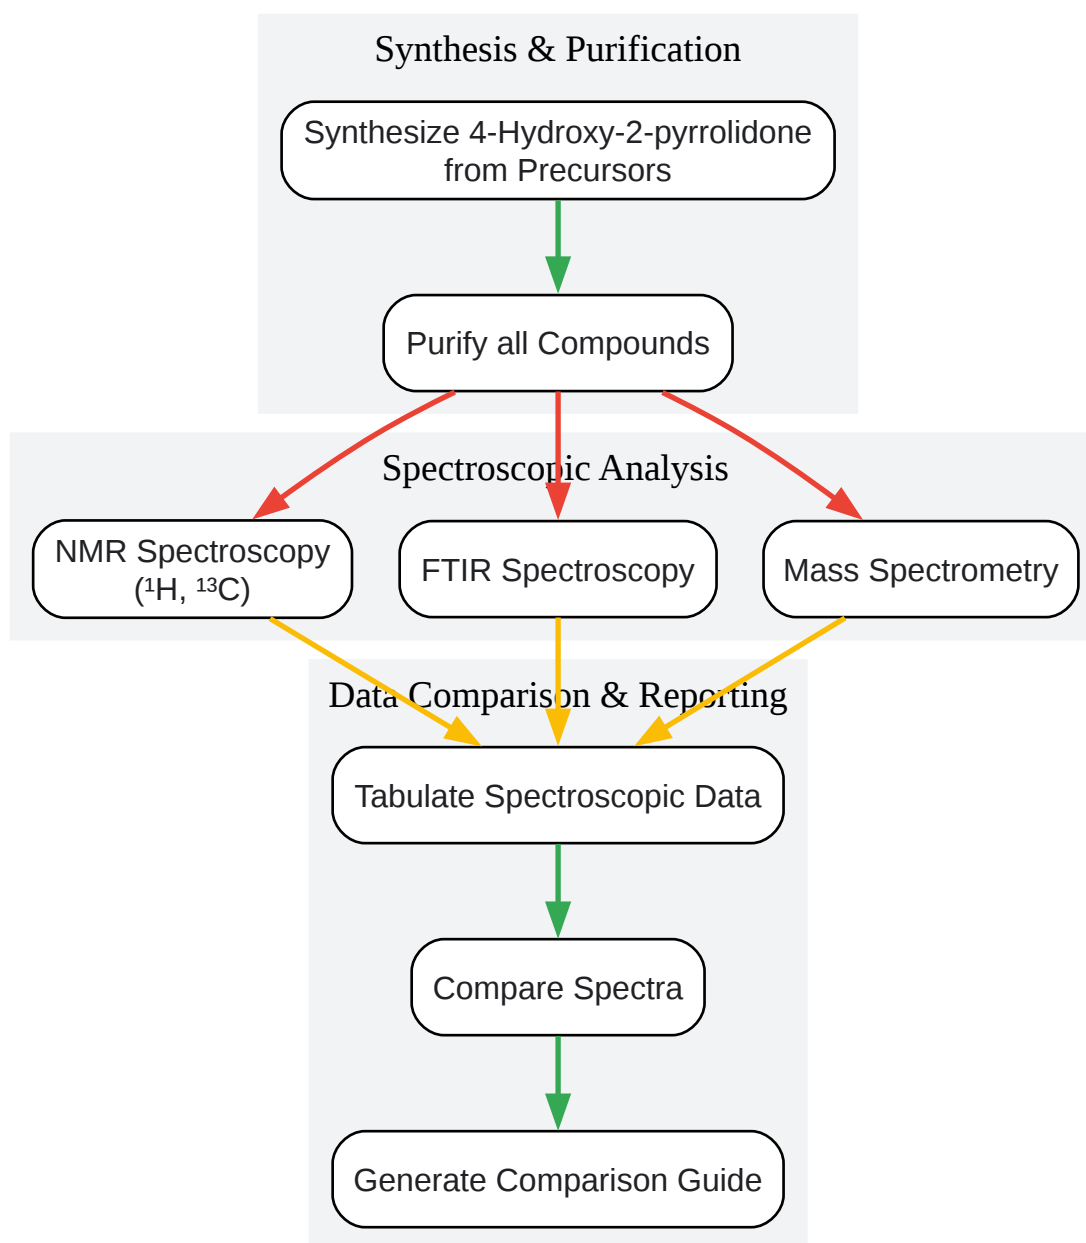 Synthesis & Purification
Synthesize 4-Hydroxy-2-pyrrolidone
from Precursors
Purify all Compounds
Spectroscopic Analysis
NMR Spectroscopy
(¹H, ¹³C)
FTIR Spectroscopy
Mass Spectrometry
Data Comparison & Reporting
Tabulate Spectroscopic Data
Compare Spectra
Generate Comparison Guide